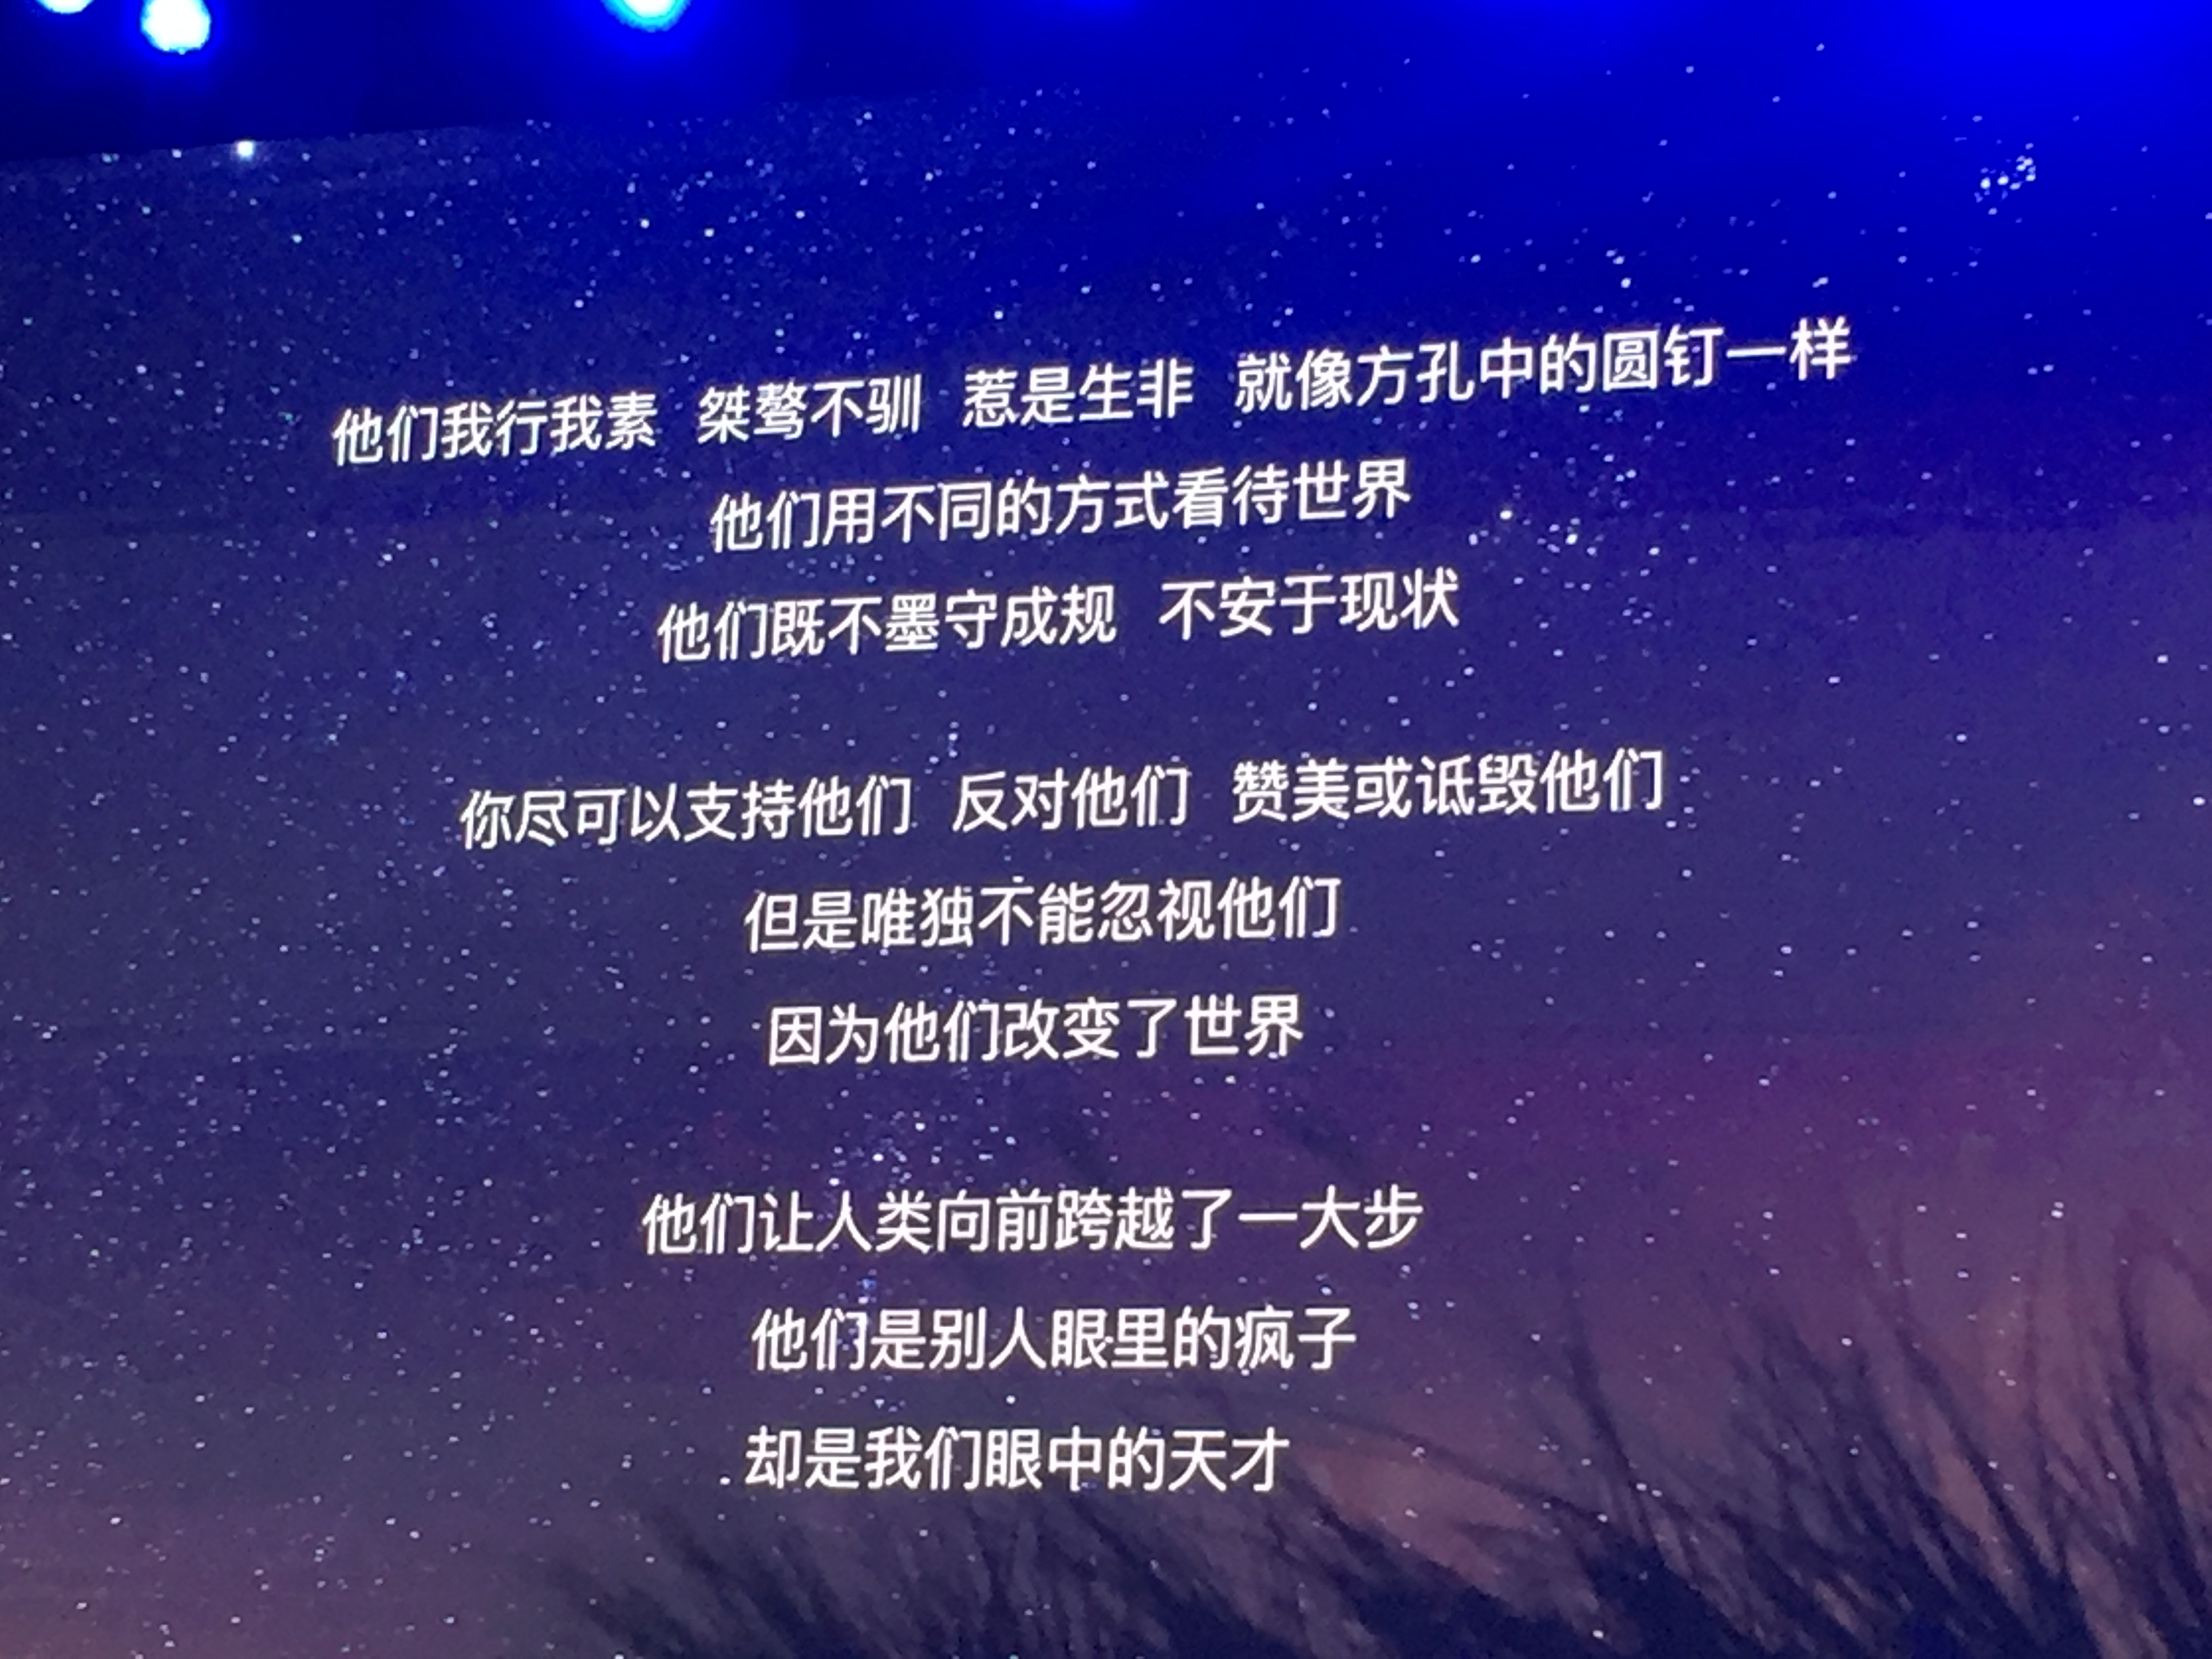 他们我行我素 桀骜不驯 惹是生非 就像方孔中的圆钉一样
他们用不同的方式看待世界
他们既不墨守成规 不安于现状
你尽可以支持他们 反对他们 赞美或诋毁他们
但是唯独不能忽视他们
因为他们改变了世界
他们让人类向前跨越了一大步
他们是别人眼里的疯子
却是我们眼中的天才